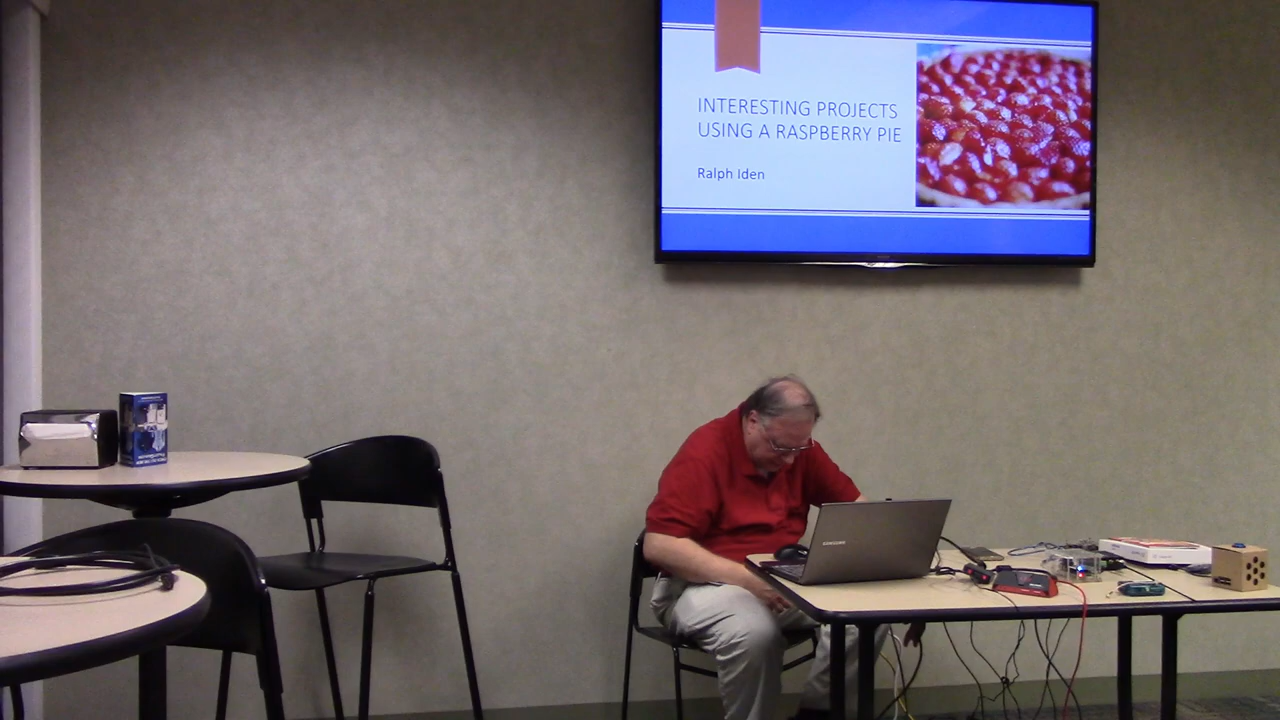 INTERESTING PROJECTS
USING A RASPBERRY PIE
Ralph Iden
SAMSUNG